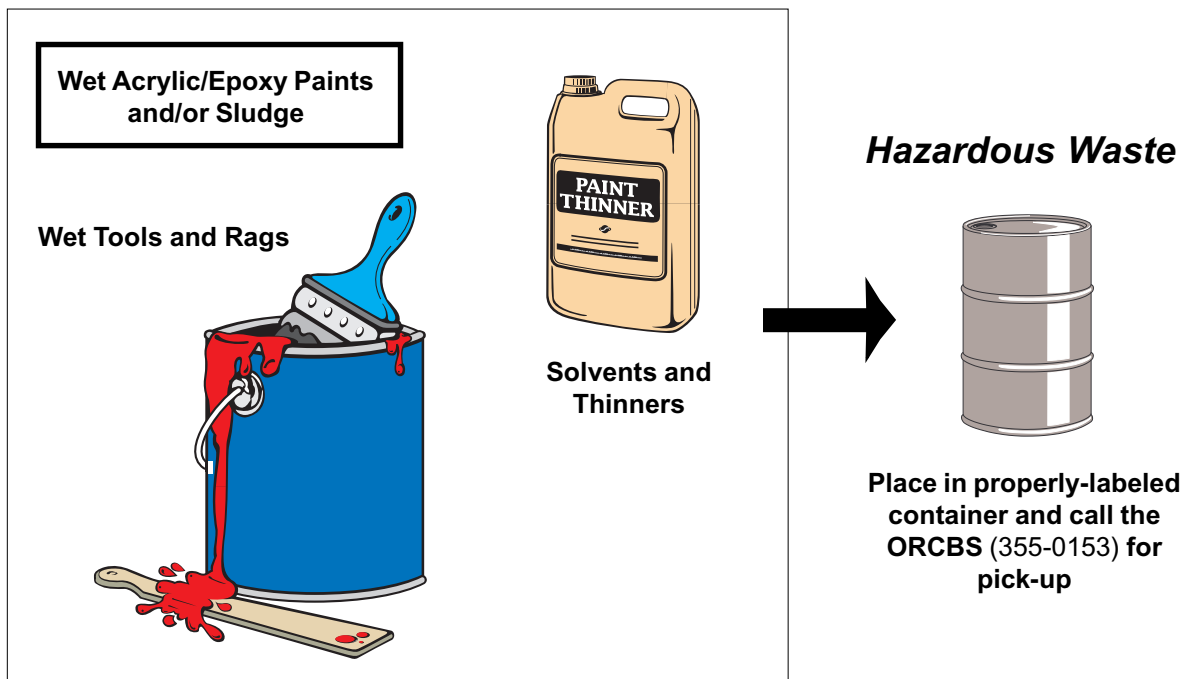 Wet Acrylic/Epoxy Paints
and/or Sludge
Wet Tools and Rags
PAINT
THINNER
Solvents and
Thinners
Hazardous Waste
Place in properly-labeled
container and call the
ORCBS (355-0153) for
pick-up